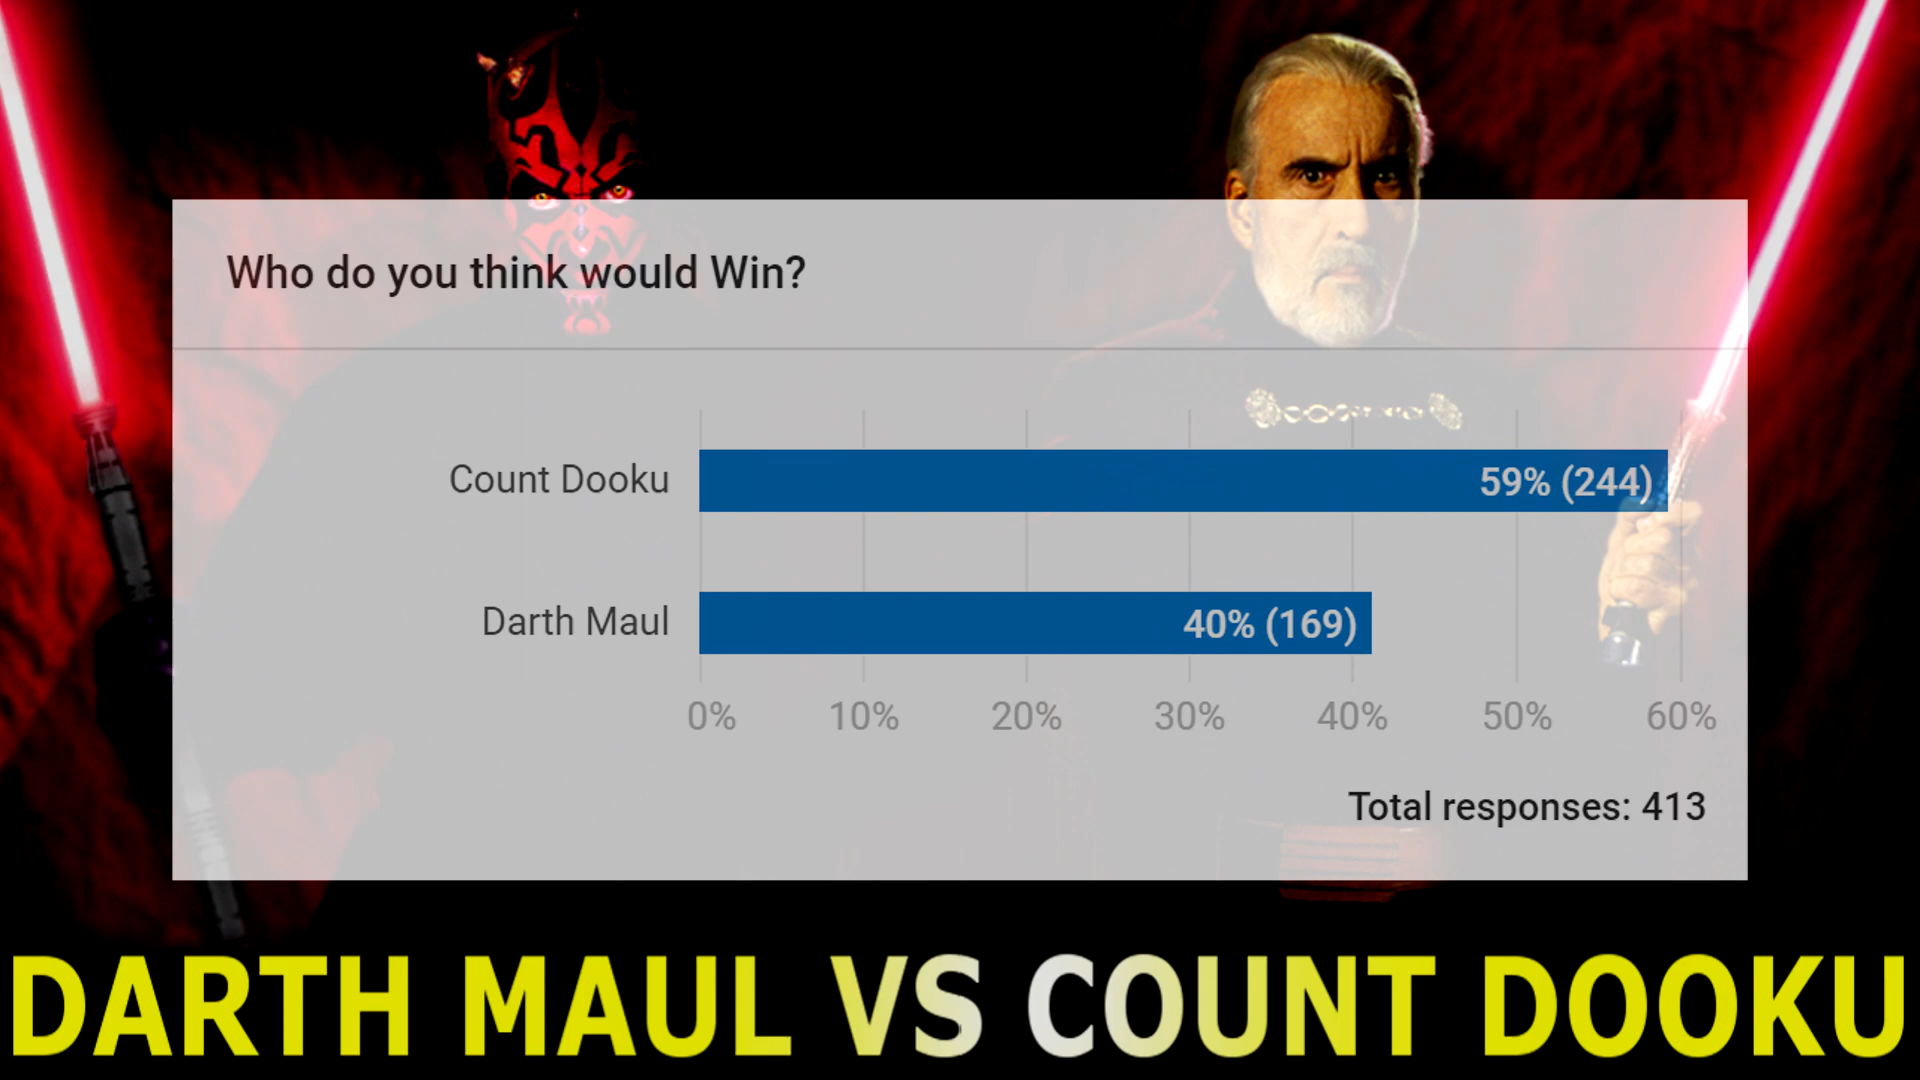 Who do you think would Win?
Count Dooku 59% (244)
Darth Maul 40% (169)
0% 10% 20% 30% 40% 50% 60%
Total responses: 413
DARTH MAUL VS COUNT DOOKU